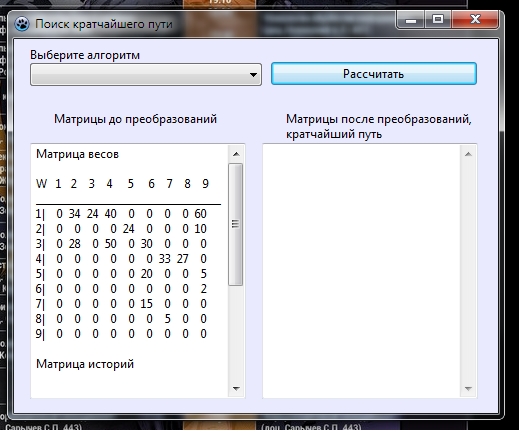 19.10
Поиск кратчайшего пути
Выберите алгоритм
Рассчитать
Матрицы до преобразований
Матрицы после преобразований,
кратчайший путь
Матрица весов
W 1 2 3 4 5 6 7 8 9
1| 0 34 24 40 0 0 0 0 60
2| 0 0 0 0 24 0 0 0 10
3| 0 28 0 50 0 30 0 0 0
4| 0 0 0 0 0 0 33 27 0
5| 0 0 0 0 0 20 0 0 5
6| 0 0 0 0 0 0 0 0 2
7| 0 0 0 0 0 15 0 0 0
8| 0 0 0 0 0 0 5 0 0
9| 0 0 0 0 0 0 0 0 0
Матрица историй
Сарычев С.П. 443)
(доц. Сарычев С.П. 443)